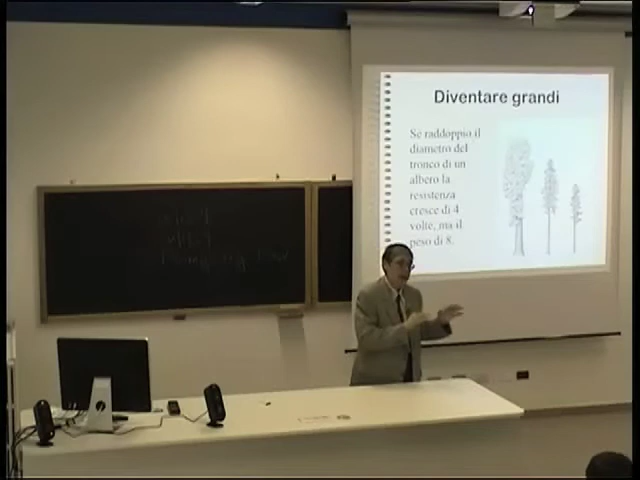 Diventare grandi
Se raddoppio il
diametro del
tronco di un
albero la
resistenza
cresce di 4
volte, ma il
peso di 8.